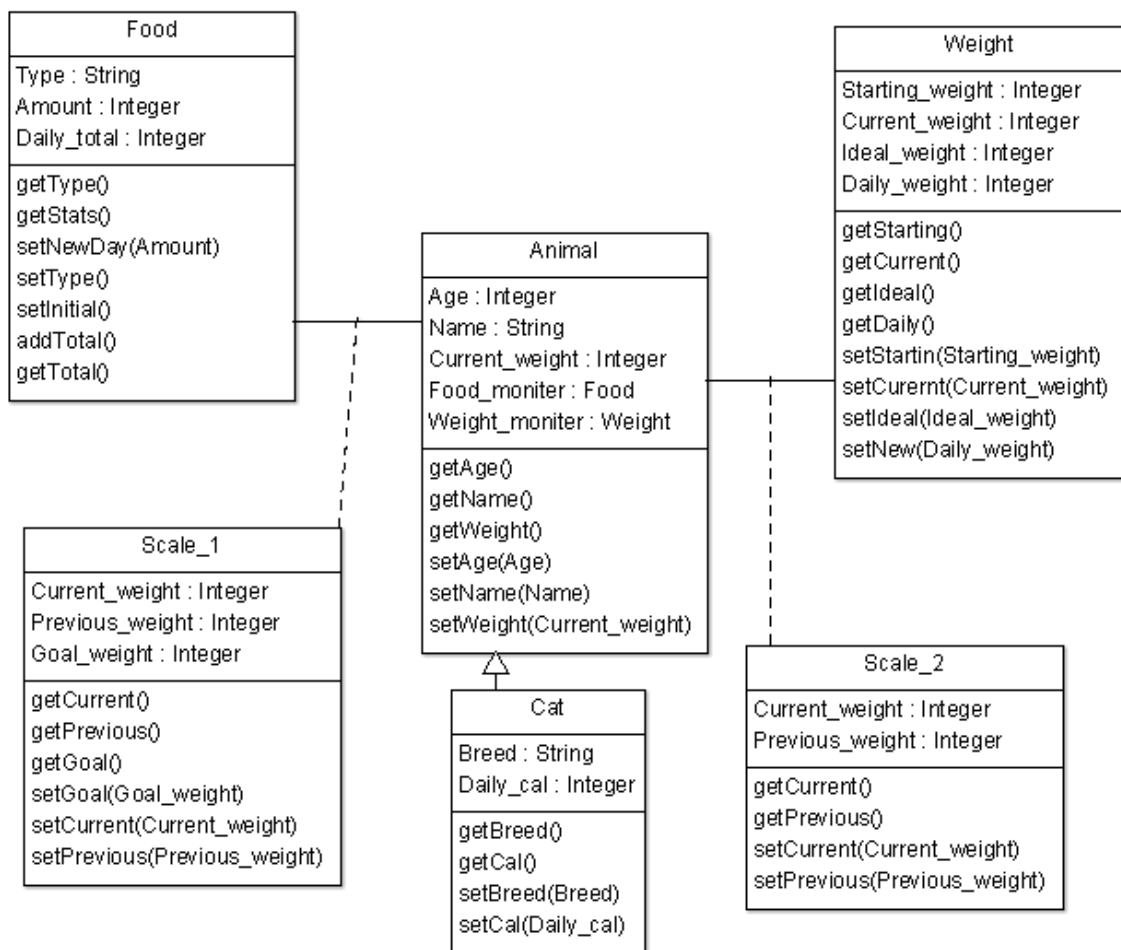 Food
Type : String
Amount : Integer
Daily_total : Integer
getType()
getStats()
setNewDay(Amount)
setType()
setInitial()
addTotal()
getTotal()
Weight
Starting_weight : Integer
Current_weight : Integer
Ideal_weight : Integer
Daily_weight : Integer
getStarting()
getCurrent()
getIdeal()
getDaily()
setStartin(Starting_weight)
setCurernt(Current_weight)
setIdeal(Ideal_weight)
setNew(Daily_weight)
Animal
Age : Integer
Name : String
Current_weight : Integer
Food_moniter : Food
Weight_moniter : Weight
getAge()
getName()
getWeight()
setAge(Age)
setName(Name)
setWeight(Current_weight)
Scale_1
Current_weight : Integer
Previous_weight : Integer
Goal_weight : Integer
getCurrent()
getPrevious()
getGoal()
setGoal(Goal_weight)
setCurrent(Current_weight)
setPrevious(Previous_weight)
Cat
Breed : String
Daily_cal : Integer
getBreed()
getCal()
setBreed(Breed)
setCal(Daily_cal)
Scale_2
Current_weight : Integer
Previous_weight : Integer
getCurrent()
getPrevious()
setCurrent(Current_weight)
setPrevious(Previous_weight)